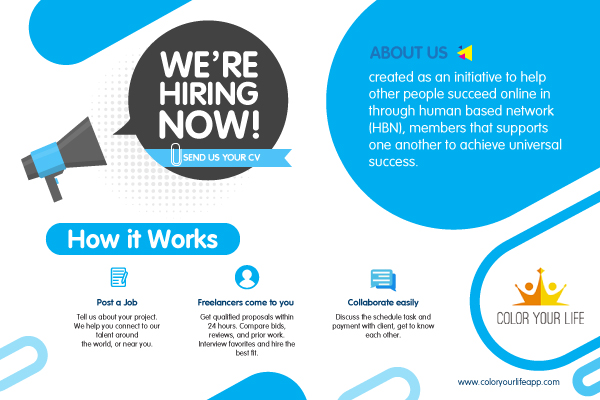 WE'RE
HIRING
NOW!
SEND US YOUR CV
ABOUT US
created as an initiative to help
other people succeed online in
through human based network
(HBN), members that supports
one another to achieve universal
success.
How it Works
Post a Job
Tell us about your project.
We help you connect to our
talent around
the world, or near you.
Freelancers come to you
Get qualified proposals within
24 hours. Compare bids,
reviews, and prior work.
Interview favorites and hire the
best fit.
Collaborate easily
Discuss the schedule task and
payment with client, get to know
each other.
COLOR YOUR LIFE
www.coloryourlifeapp.com